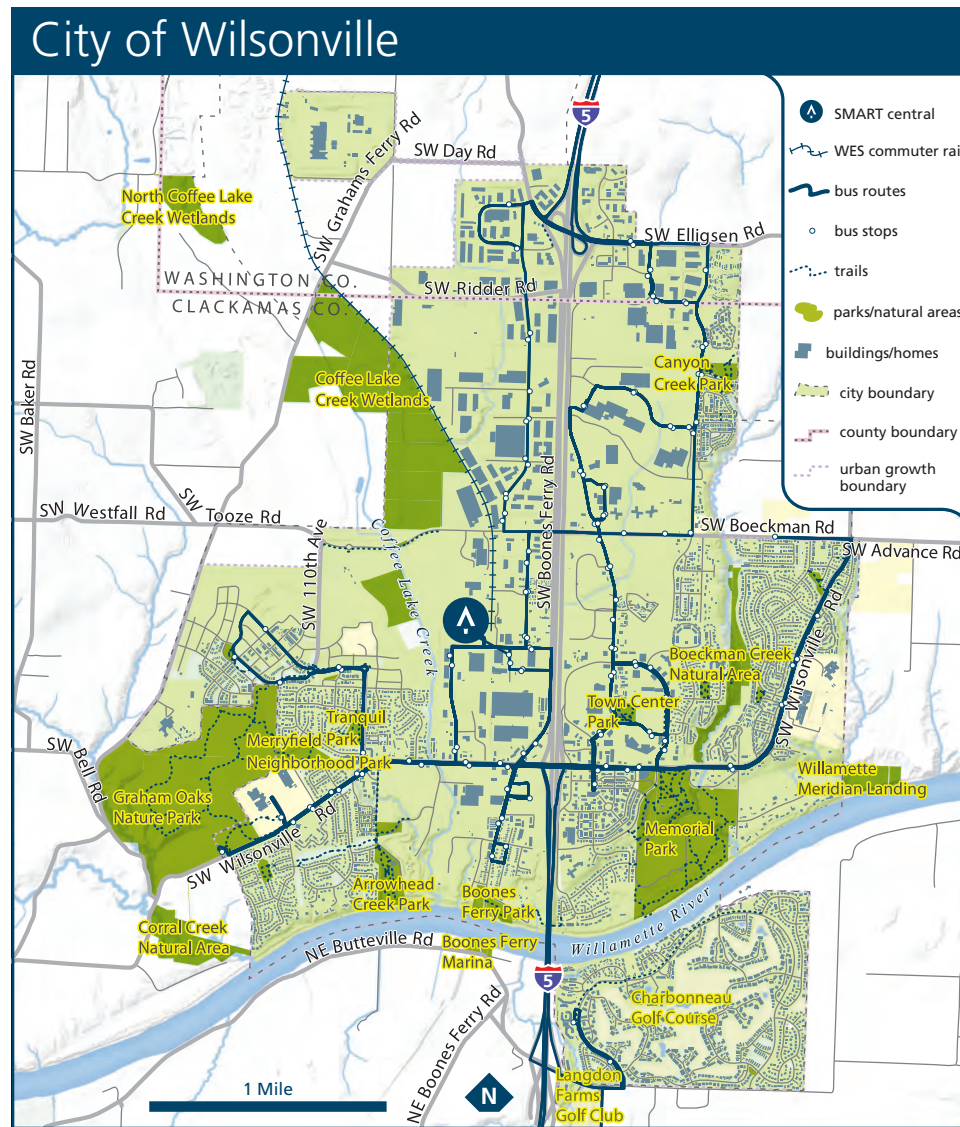 City of Wilsonville
5
SMART central
WES commuter rai
bus routes
bus stops
trails
parks/natural areas
buildings/homes
city boundary
county boundary
urban growth
boundary
SW Day Rd
SW Grahams Ferry Rd
North Coffee Lake
Creek Wetlands
SW Elligsen Rd
WASHINGTON CO.
CLACKAMAS CO.
SW Ridder Rd
Canyon
Creek Park
Coffee Lake
Creek Wetlands
SW Baker Rd
SW Boones Ferry Rd
SW Westfall Rd
SW Tooze Rd
SW 110th Ave
Coffee Lake Creek
SW Boeckman Rd
SW Advance Rd
Boeckman Creek
Natural Area
SW Wilsonville Rd
Town Center
Park
Tranquil
Merryfield Park
Neighborhood Park
SW Bell Rd
Graham Oaks
Nature Park
Willamette
Meridian Landing
Memorial
Park
SW Wilsonville Rd
Arrowhead
Creek Park
Boones
Ferry Park
Corral Creek
Natural Area
NE Butteville Rd
Boones Ferry
Marina
Willamette River
5
Charbonneau
Golf Course
NE Boones Ferry Rd
Langdon
Farms
Golf Club
1 Mile
N